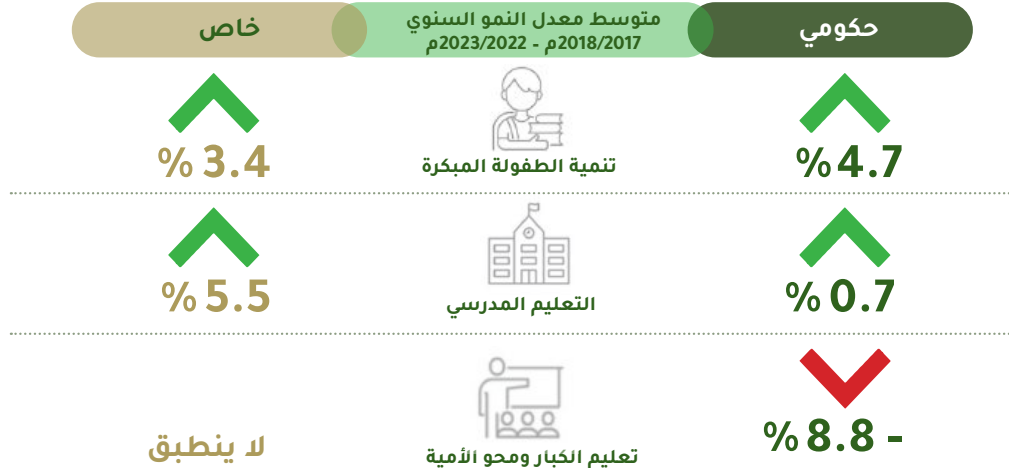 حكومي
متوسط معدل النمو السنوي
2018/2017م - 2023/2022م
خاص
% 4.7
تنمية الطفولة المبكرة
% 3.4
% 0.7
التعليم المدرسي
% 5.5
% 8.8 -
تعليم الكبار ومحو الأمية
لا ينطبق